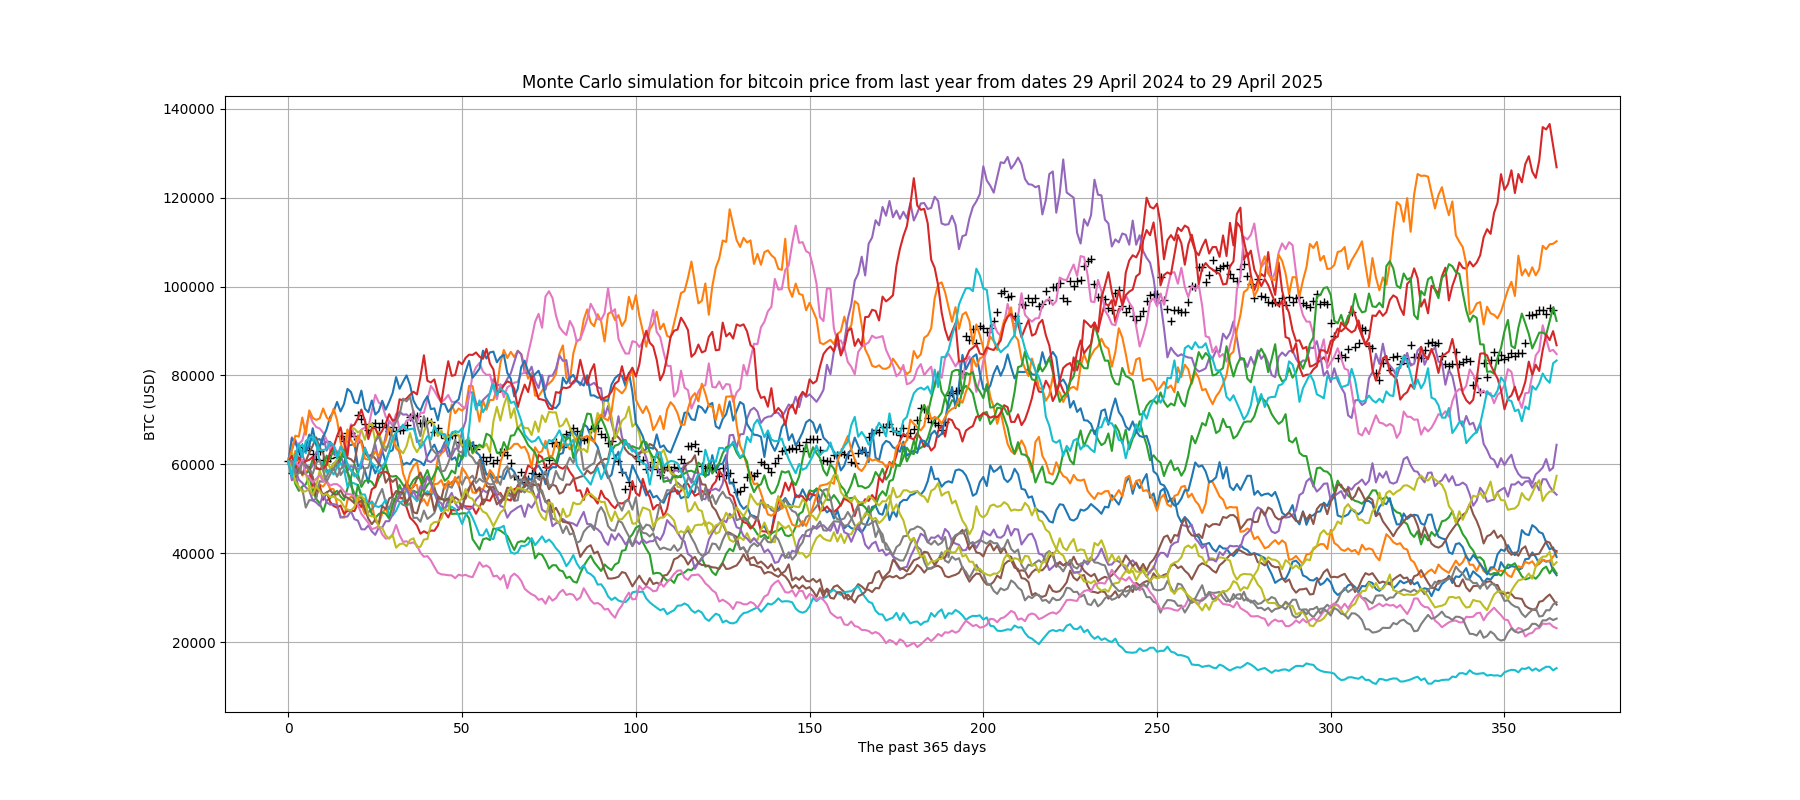 Monte Carlo simulation for bitcoin price from last year from dates 29 April 2024 to 29 April 2025
BTC (USD)
140000
120000
100000
80000
60000
40000
20000
0 50 100 150 200 250 300 350
The past 365 days